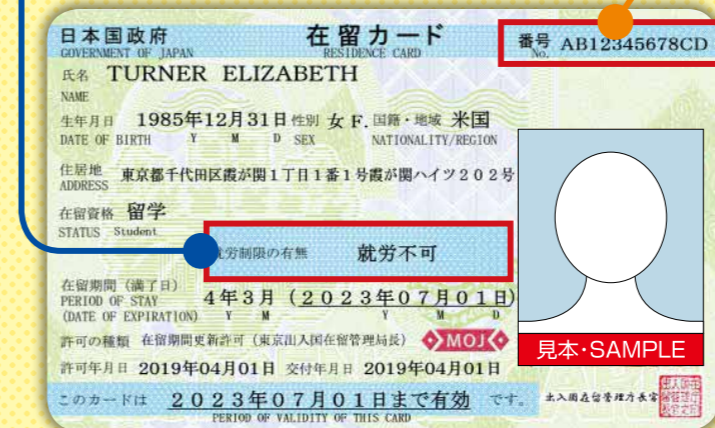 日本国政府 在留カード 番号 AB12345678CD
GOVERNMENT OF JAPAN RESIDENCE CARD No.
氏名 TURNER ELIZABETH
NAME
生年月日 1985年12月31日 性別 女 F. 国籍・地域 米国
DATE OF BIRTH Y M D SEX NATIONALITY/REGION
住居地 東京都千代田区霞が関1丁目1番1号霞が関ハイツ202号
ADDRESS
在留資格 留学
STATUS Student
就労制限の有無 就労不可
在留期間(満了日)
PERIOD OF STAY 4年3月(2023年07月01日)
(DATE OF EXPIRATION) Y M Y M D
許可の種類 在留期間更新許可(東京出入国在留管理局長) MOJ
見本・SAMPLE
許可年月日 2019年04月01日 交付年月日 2019年04月01日
このカードは 2023年07月01日まで有効 です。 出入国在留管理庁長官
PERIOD OF VALIDITY OF THIS CARD